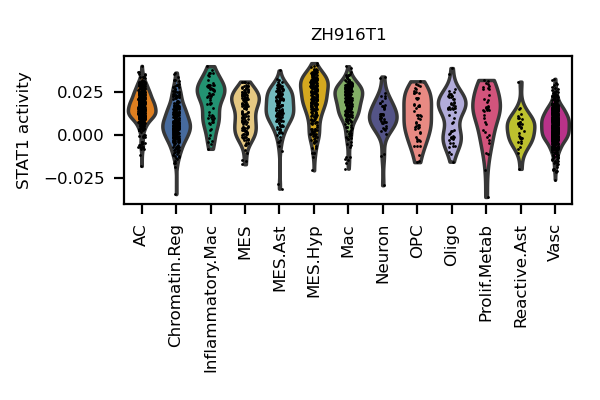 ZH916T1
STAT1 activity
0.025
0.000
−0.025
AC
Chromatin.Reg
Inflammatory.Mac
MES
MES.Ast
MES.Hyp
Mac
Neuron
OPC
Oligo
Prolif.Metab
Reactive.Ast
Vasc